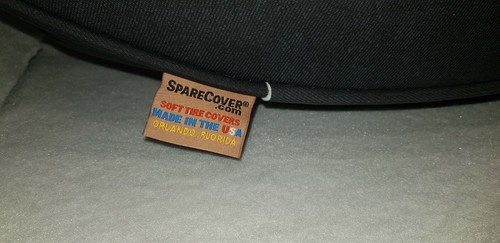 SPARECOVER®
.com
SOFT TIRE COVERS
MADE IN THE USA
ORLANDO FLORIDA